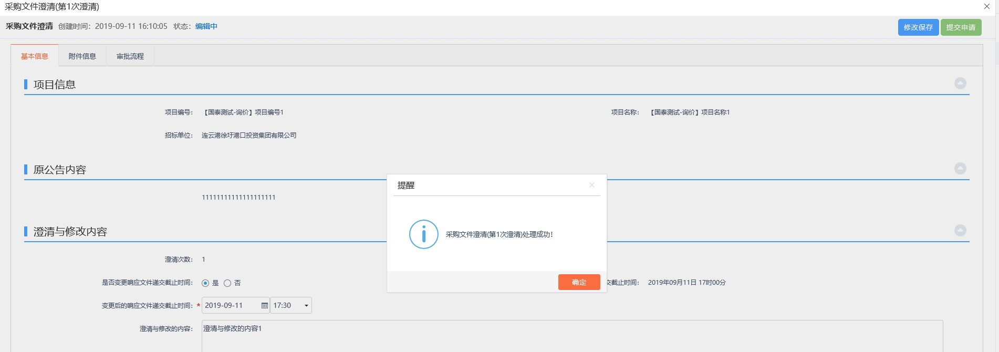 采购文件澄清(第1次澄清)
采购文件澄清 创建时间：2019-09-11 16:10:05 状态：编辑中 修改保存 提交申请
基本信息 附件信息 审批流程
项目信息
项目编号： 【国泰测试-询价】项目编号1 项目名称： 【国泰测试-询价】项目名称1
招标单位： 连云港徐圩港口投资集团有限公司
原公告内容
11111111111111111111
提醒
采购文件澄清(第1次澄清)处理成功!
确定
澄清与修改内容
澄清次数： 1
是否变更响应文件递交截止时间： 是 否 交截止时间： 2019年09月11日 17时00分
变更后的响应文件递交截止时间：* 2019-09-11 17:30
澄清与修改的内容： 澄清与修改的内容1